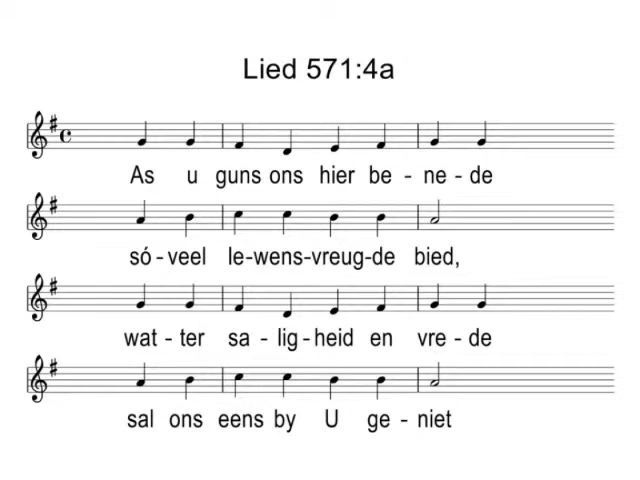 Lied 571:4a
As u guns ons hier be - ne - de
só - veel le-wens-vreug-de bied,
wat - ter sa - lig - heid en vre - de
sal ons eens by U ge - niet